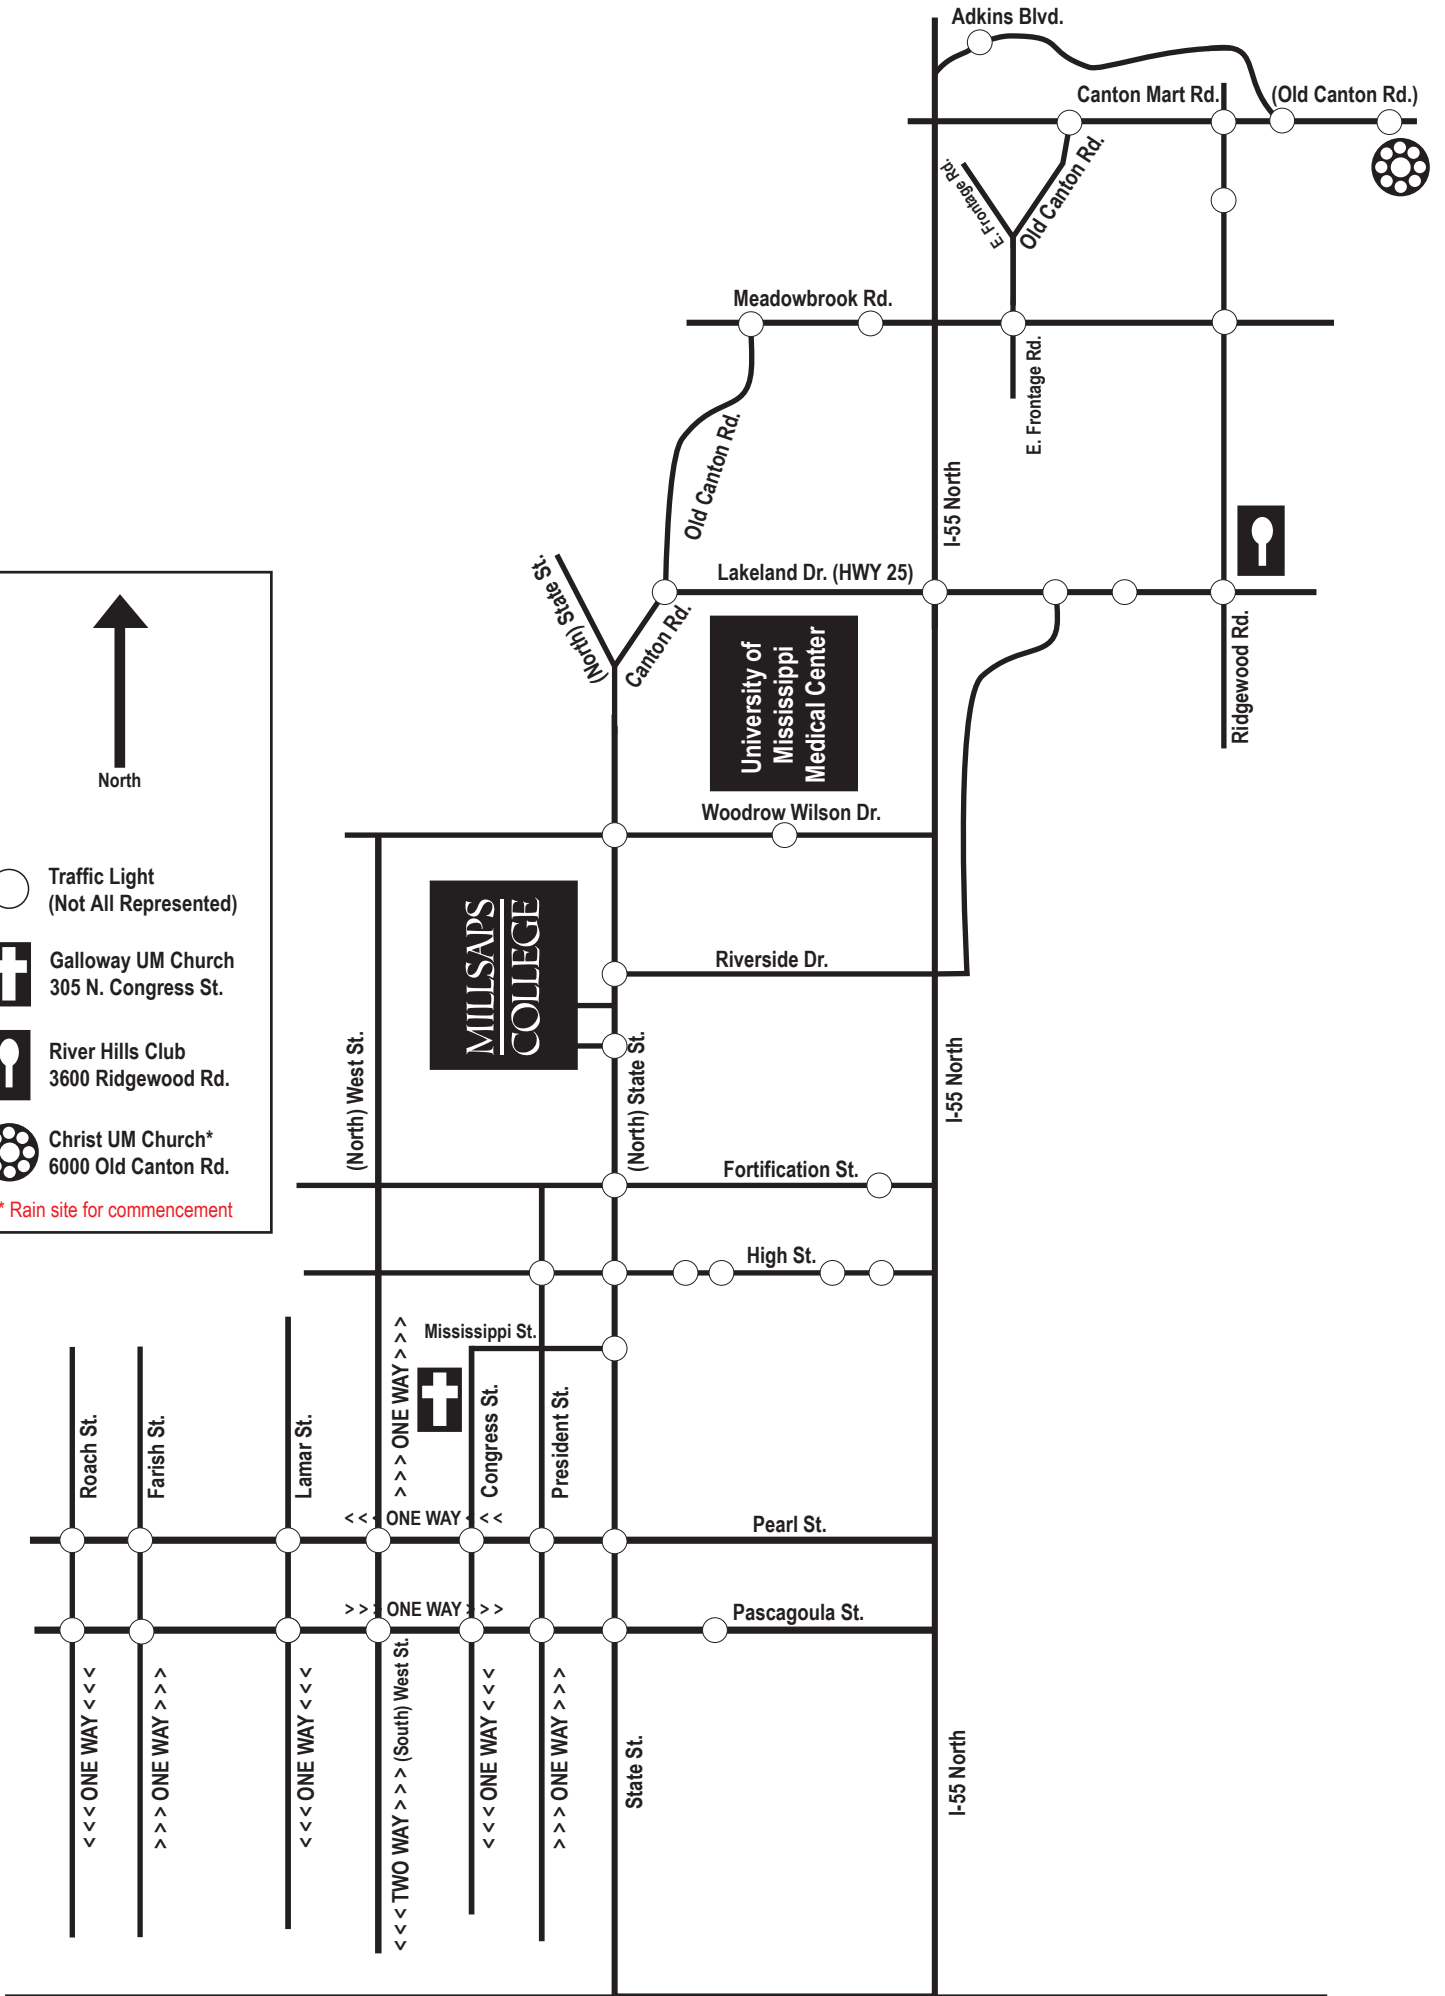 Adkins Blvd.
Canton Mart Rd.
(Old Canton Rd.)
E. Frontage Rd.
Old Canton Rd.
Meadowbrook Rd.
E. Frontage Rd.
Old Canton Rd.
I-55 North
(North) State St.
Lakeland Dr. (HWY 25)
Canton Rd.
University of
Mississippi
Medical Center
Ridgewood Rd.
North
Woodrow Wilson Dr.
Traffic Light
(Not All Represented)
MILLSAPS
COLLEGE
Galloway UM Church
305 N. Congress St.
Riverside Dr.
River Hills Club
3600 Ridgewood Rd.
(North) West St.
(North) State St.
I-55 North
Christ UM Church*
6000 Old Canton Rd.
* Rain site for commencement
Fortification St.
High St.
Mississippi St.
> > > ONE WAY > > >
Roach St.
Farish St.
Lamar St.
Congress St.
President St.
< < < ONE WAY < < <
Pearl St.
> > > ONE WAY > > >
Pascagoula St.
< < < ONE WAY < < <
> > > ONE WAY > > >
< < < ONE WAY < < <
< < < TWO WAY > > > (South) West St.
< < < ONE WAY < < <
> > > ONE WAY > > >
State St.
I-55 North